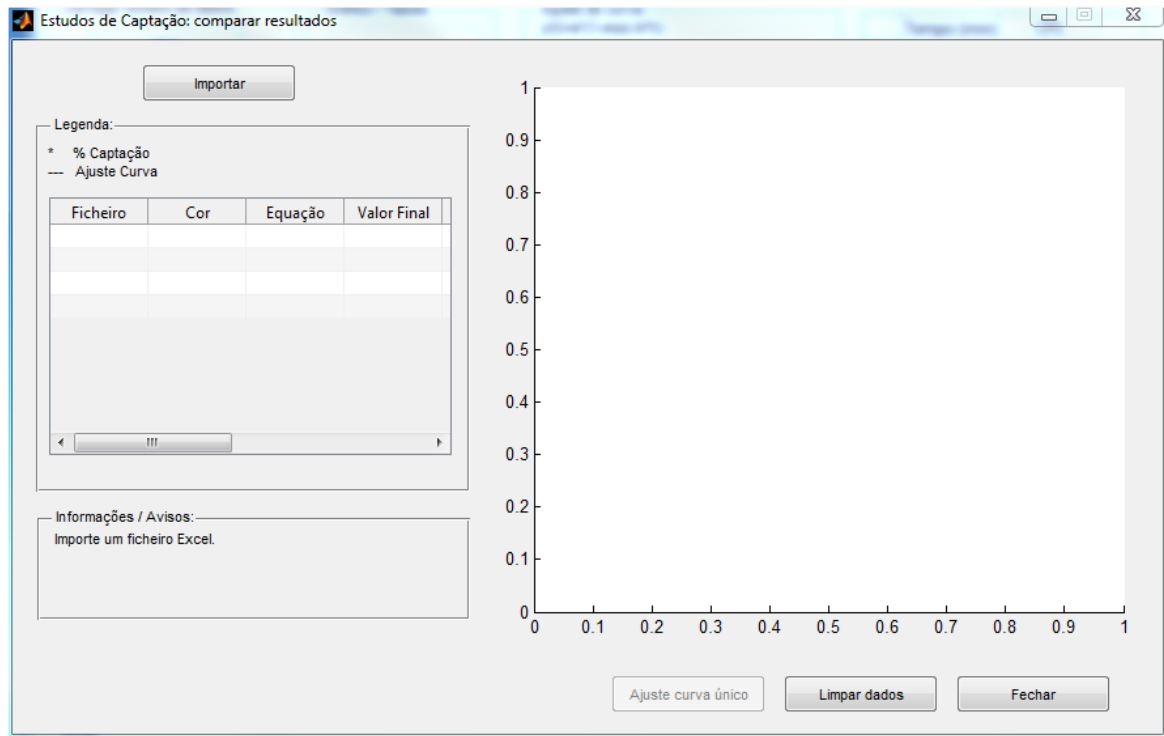 Estudos de Captação: comparar resultados
Importar
Legenda:
* % Captação
--- Ajuste Curva
Ficheiro Cor Equação Valor Final
Informações / Avisos:
Importe um ficheiro Excel.
1
0.9
0.8
0.7
0.6
0.5
0.4
0.3
0.2
0.1
0
0 0.1 0.2 0.3 0.4 0.5 0.6 0.7 0.8 0.9 1
Ajuste curva único Limpar dados Fechar